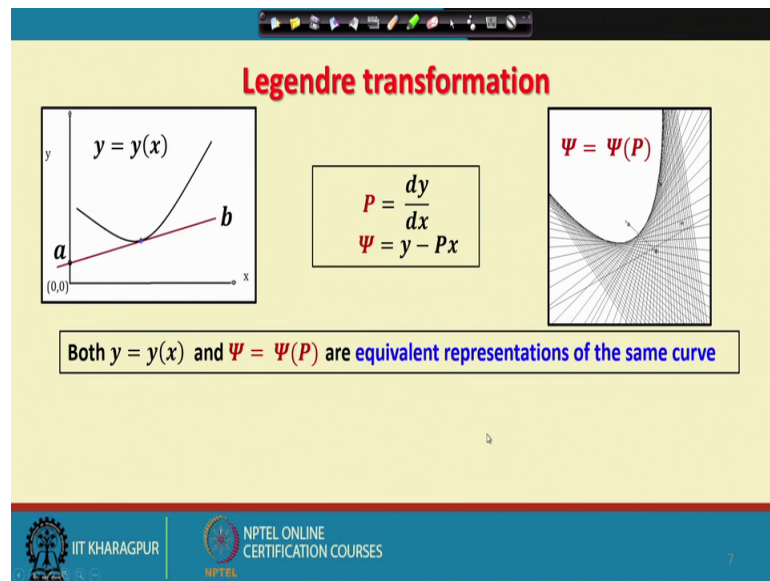 Legendre transformation
y
y = y(x)
a
b
(0,0)
x
P = dy/dx
Ψ = y − Px
Ψ = Ψ(P)
Both y = y(x) and Ψ = Ψ(P) are equivalent representations of the same curve
IIT KHARAGPUR
NPTEL
NPTEL ONLINE
CERTIFICATION COURSES
7